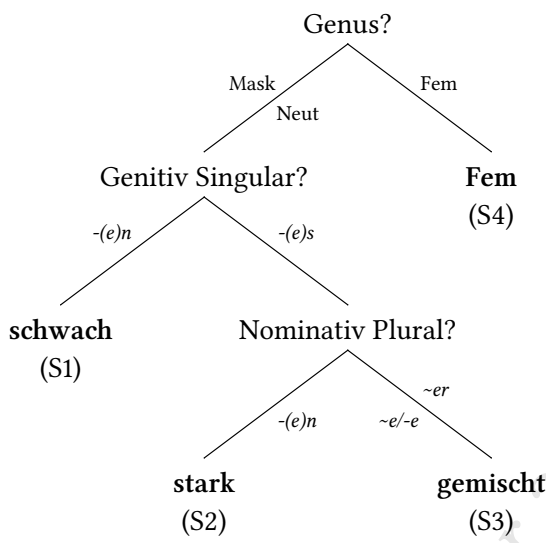 Genus?
Mask
Neut
Fem
Genitiv Singular?
Fem
(S4)
-(e)n
-(e)s
schwach
(S1)
Nominativ Plural?
-(e)n
~e/-e
~er
stark
(S2)
gemischt
(S3)